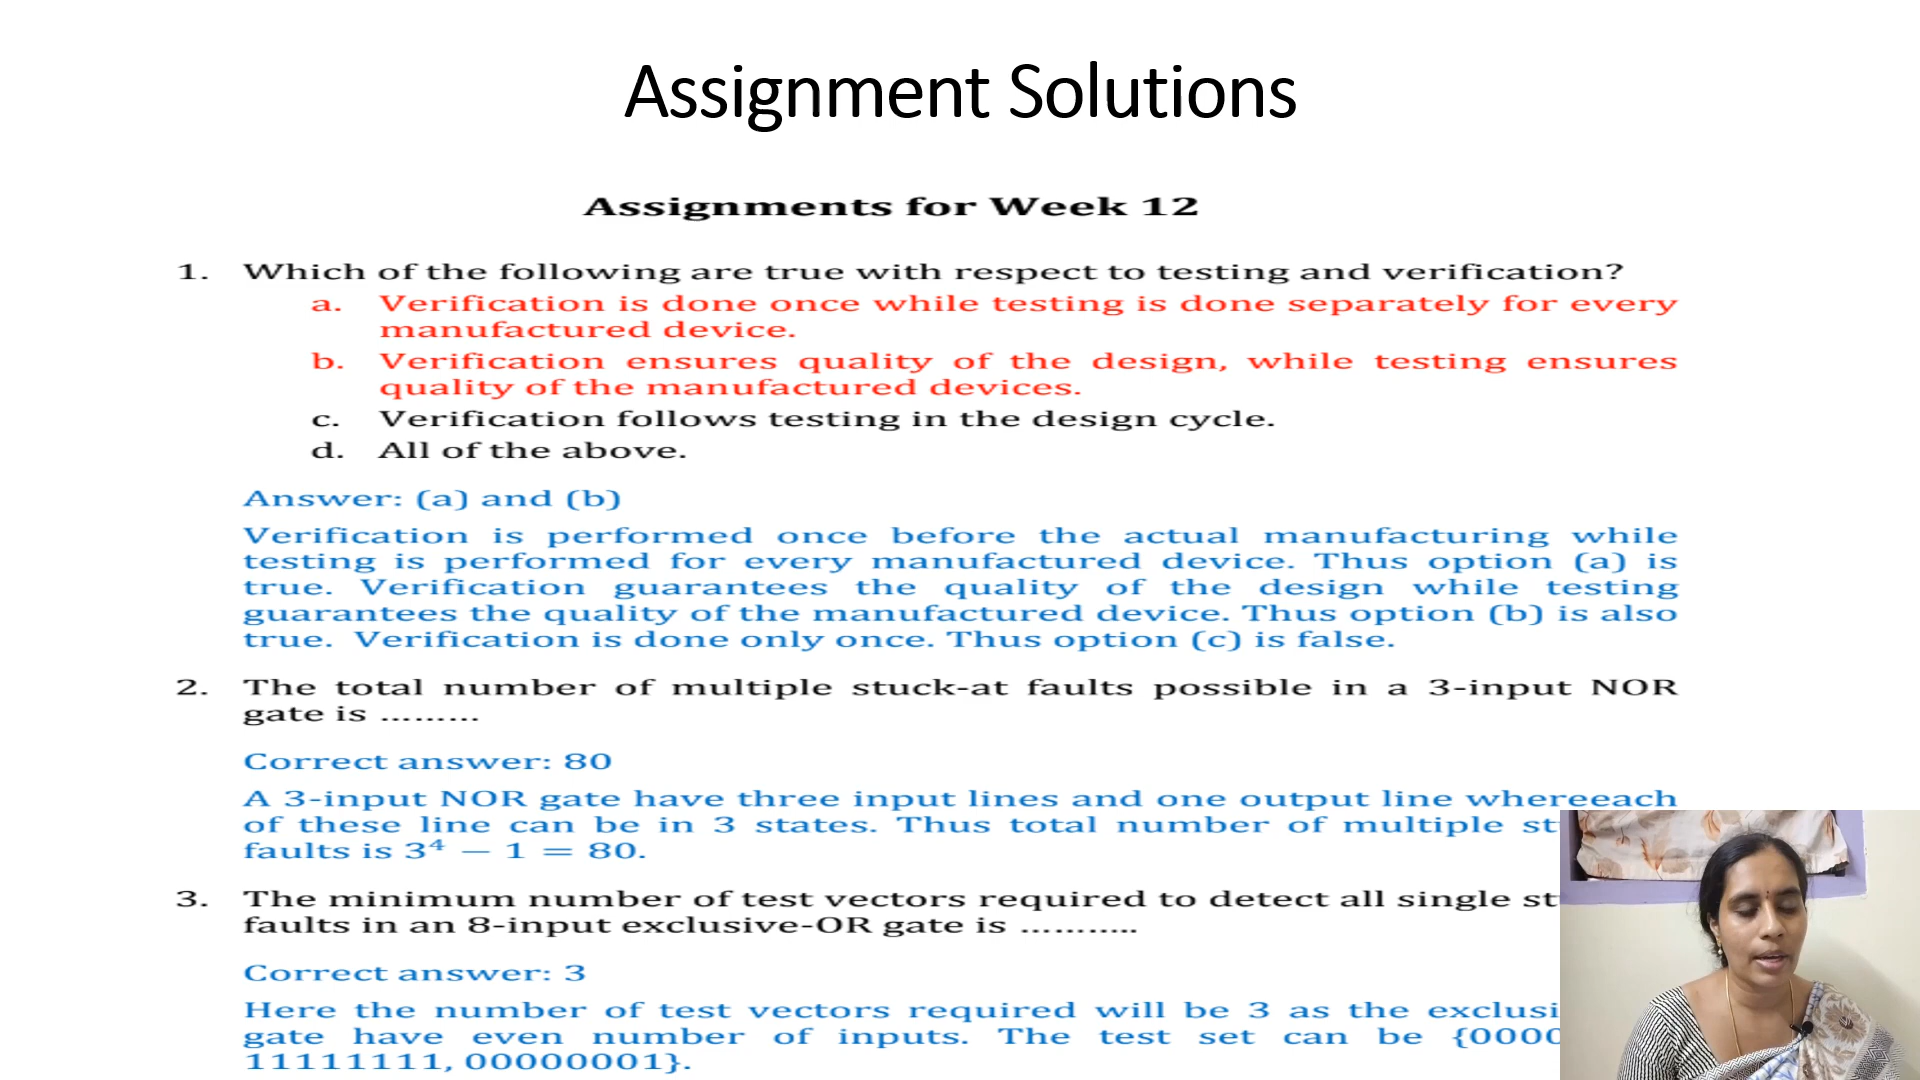 Assignment Solutions
Assignments for Week 12
1. Which of the following are true with respect to testing and verification?
a. Verification is done once while testing is done separately for every
manufactured device.
b. Verification ensures quality of the design, while testing ensures
quality of the manufactured devices.
c. Verification follows testing in the design cycle.
d. All of the above.
Answer: (a) and (b)
Verification is performed once before the actual manufacturing while
testing is performed for every manufactured device. Thus option (a) is
true. Verification guarantees the quality of the design while testing
guarantees the quality of the manufactured device. Thus option (b) is also
true. Verification is done only once. Thus option (c) is false.
2. The total number of multiple stuck-at faults possible in a 3-input NOR
gate is .........
Correct answer: 80
A 3-input NOR gate have three input lines and one output line whereeach
of these line can be in 3 states. Thus total number of multiple
faults is 3⁴ − 1 = 80.
3. The minimum number of test vectors required to detect all single
faults in an 8-input exclusive-OR gate is ...........
Correct answer: 3
Here the number of test vectors required will be 3 as the
gate have even number of inputs. The test set can be
11111111, 00000001}.